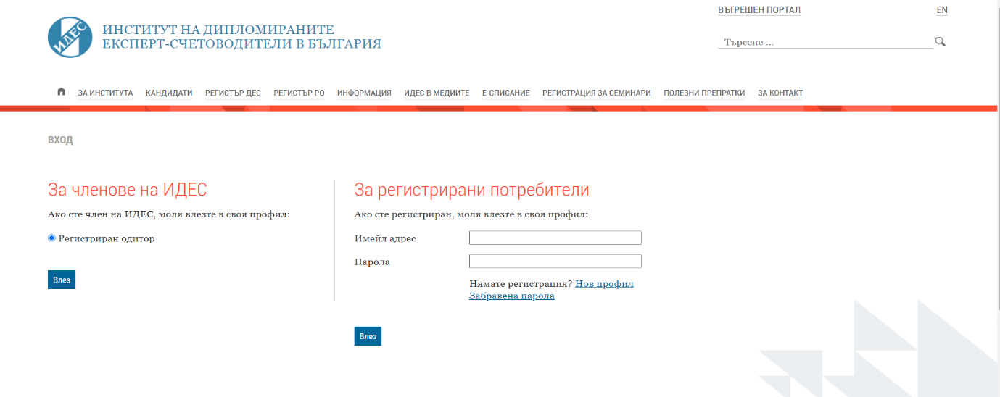 ВЪТРЕШЕН ПОРТАЛ
EN
ИДЕС
ИНСТИТУТ НА ДИПЛОМИРАНИТЕ
ЕКСПЕРТ-СЧЕТОВОДИТЕЛИ В БЪЛГАРИЯ
Търсене ...
ЗА ИНСТИТУТА КАНДИДАТИ РЕГИСТЪР ДЕС РЕГИСТЪР РО ИНФОРМАЦИЯ ИДЕС В МЕДИИТЕ Е-СПИСАНИЕ РЕГИСТРАЦИЯ ЗА СЕМИНАРИ ПОЛЕЗНИ ПРЕПРАТКИ ЗА КОНТАКТ
ВХОД
За членове на ИДЕС
Ако сте член на ИДЕС, моля влезте в своя профил:
Регистриран одитор
Влез
За регистрирани потребители
Ако сте регистриран, моля влезте в своя профил:
Имейл адрес
Парола
Нямате регистрация? Нов профил
Забравена парола
Влез